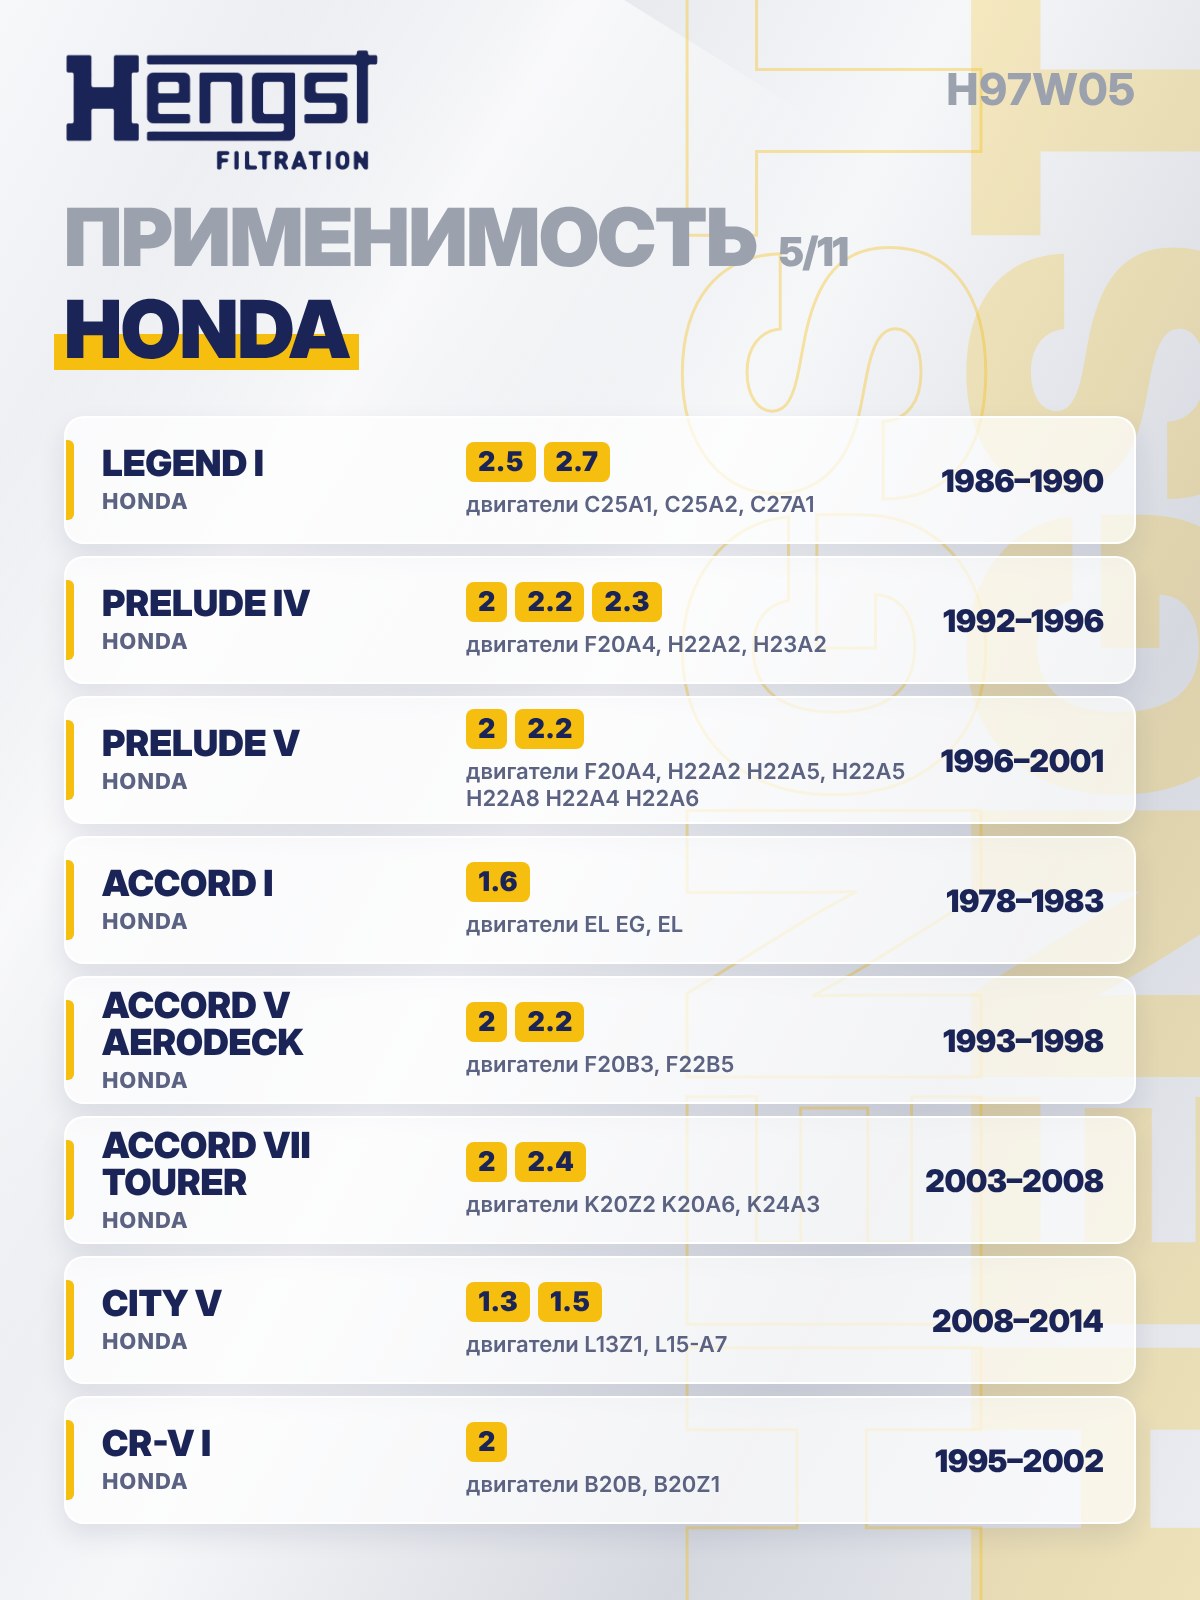 Hengst
FILTRATION
H97W05
ПРИМЕНИМОСТЬ 5/11
HONDA
LEGEND I
HONDA
2.5 2.7
двигатели C25A1, C25A2, C27A1
1986–1990
PRELUDE IV
HONDA
2 2.2 2.3
двигатели F20A4, H22A2, H23A2
1992–1996
PRELUDE V
HONDA
2 2.2
двигатели F20A4, H22A2 H22A5, H22A5
H22A8 H22A4 H22A6
1996–2001
ACCORD I
HONDA
1.6
двигатели EL EG, EL
1978–1983
ACCORD V
AERODECK
HONDA
2 2.2
двигатели F20B3, F22B5
1993–1998
ACCORD VII
TOURER
HONDA
2 2.4
двигатели K20Z2 K20A6, K24A3
2003–2008
CITY V
HONDA
1.3 1.5
двигатели L13Z1, L15-A7
2008–2014
CR-V I
HONDA
2
двигатели B20B, B20Z1
1995–2002
HENGST
HENGST